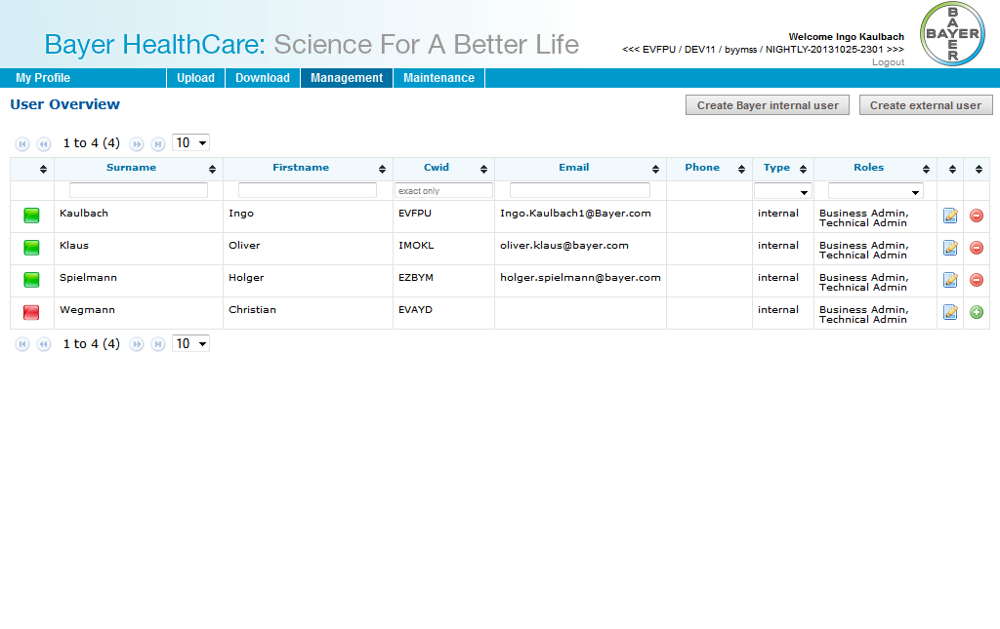 Bayer HealthCare: Science For A Better Life
Welcome Ingo Kaulbach
<<< EVFPU / DEV11 / byymss / NIGHTLY-20131025-2301 >>>
Logout
BAYER
BAYER
My Profile Upload Download Management Maintenance
User Overview
Create Bayer internal user Create external user
1 to 4 (4) 10
Surname Firstname Cwid Email Phone Type Roles
exact only
Kaulbach Ingo EVFPU Ingo.Kaulbach1@Bayer.com internal Business Admin,
Technical Admin
Klaus Oliver IMOKL oliver.klaus@bayer.com internal Business Admin,
Technical Admin
Spielmann Holger EZBYM holger.spielmann@bayer.com internal Business Admin,
Technical Admin
Wegmann Christian EVAYD internal Business Admin,
Technical Admin
1 to 4 (4) 10